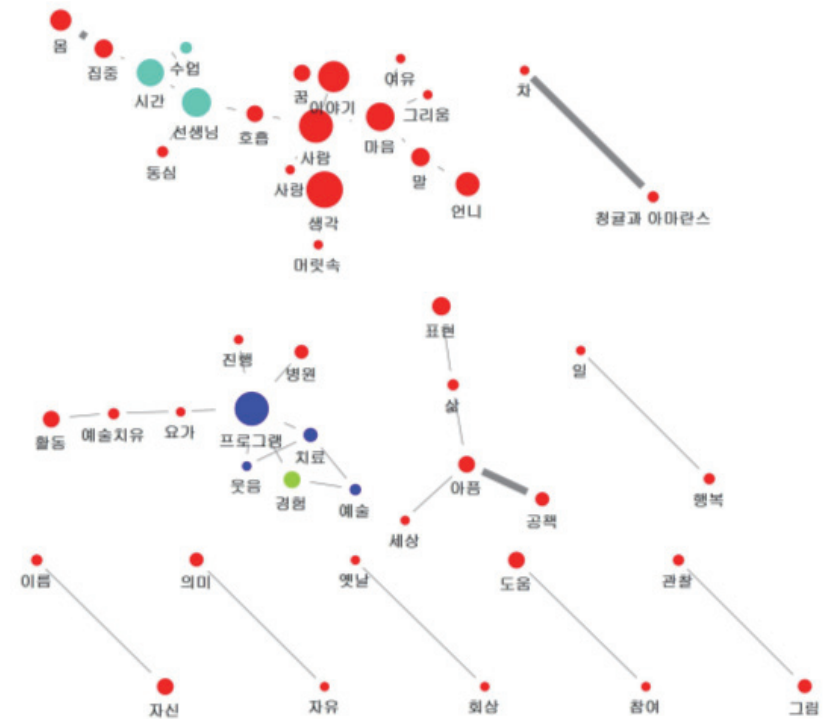 몸
집중
시간
수업
선생님
동심
호흡
꿈
이야기
사람
사랑
생각
머릿속
여유
그리움
마음
말
언니
차
청귤과 아마란스
진행
병원
활동
예술치유
요가
프로그램
치료
웃음
경험
예술
표현
삶
아픔
공책
세상
일
행복
이름
자신
의미
자유
옛날
회상
도움
참여
관찰
그림